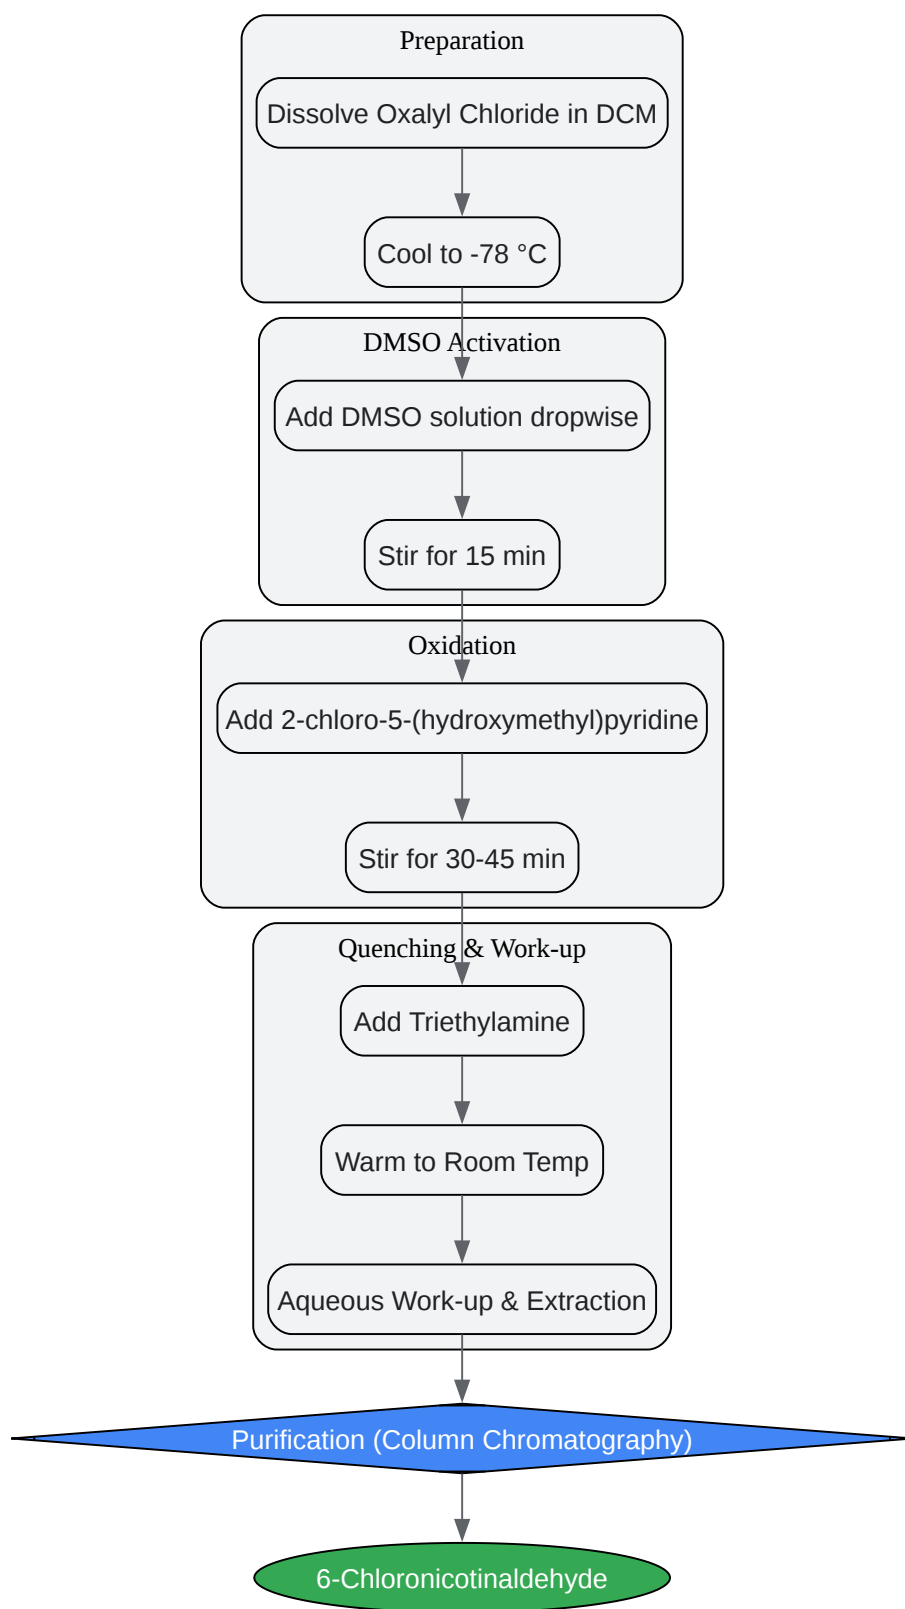 Preparation
Dissolve Oxalyl Chloride in DCM
Cool to -78 °C
DMSO Activation
Add DMSO solution dropwise
Stir for 15 min
Oxidation
Add 2-chloro-5-(hydroxymethyl)pyridine
Stir for 30-45 min
Quenching & Work-up
Add Triethylamine
Warm to Room Temp
Aqueous Work-up & Extraction
Purification (Column Chromatography)
6-Chloronicotinaldehyde